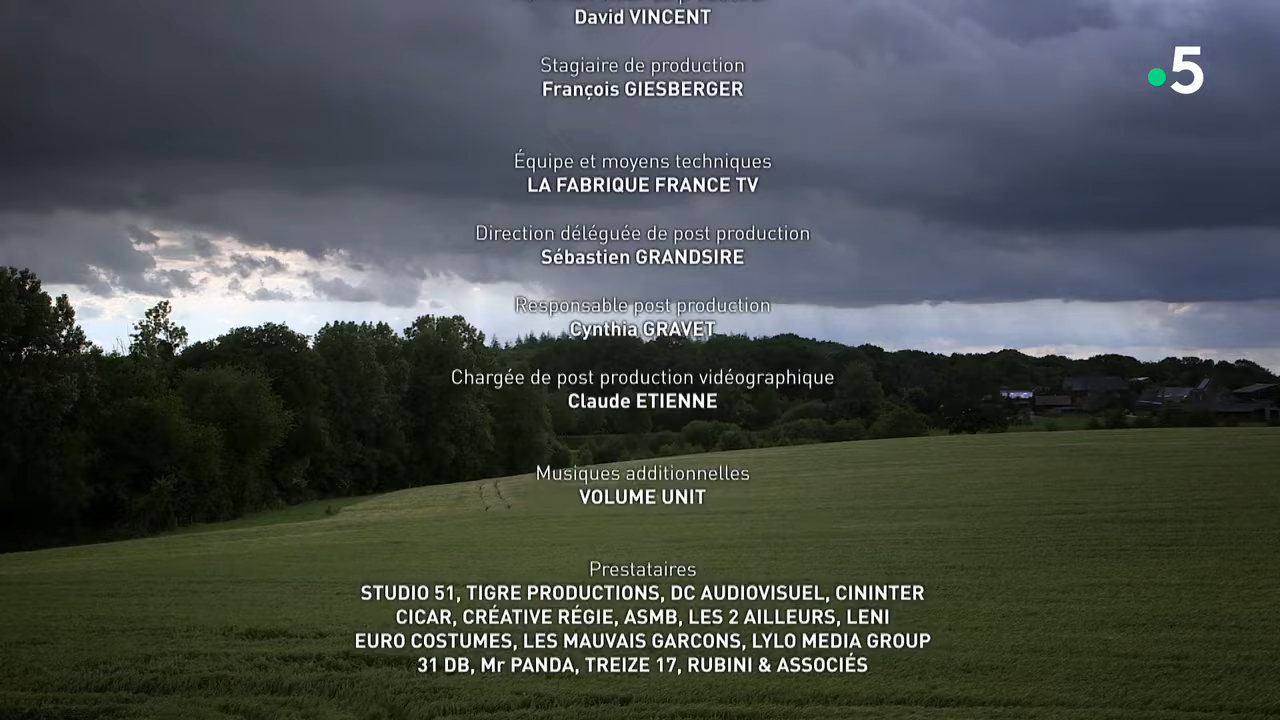 David VINCENT
Stagiaire de production
François GIESBERGER
Équipe et moyens techniques
LA FABRIQUE FRANCE TV
Direction déléguée de post production
Sébastien GRANDSIRE
Responsable post production
Cynthia GRAVET
Chargée de post production vidéographique
Claude ETIENNE
Musiques additionnelles
VOLUME UNIT
Prestataires
STUDIO 51, TIGRE PRODUCTIONS, DC AUDIOVISUEL, CININTER
CICAR, CRÉATIVE RÉGIE, ASMB, LES 2 AILLEURS, LENI
EURO COSTUMES, LES MAUVAIS GARCONS, LYLO MEDIA GROUP
31 DB, Mr PANDA, TREIZE 17, RUBINI & ASSOCIÉS
5